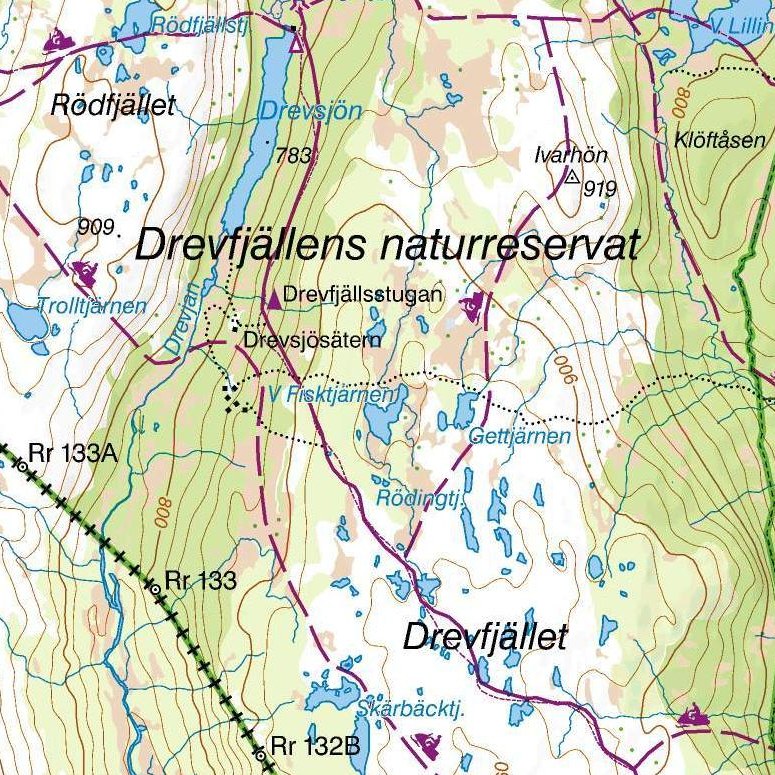 Rödfjällstj.
V Lillin
Rödfjället
Drevsjön
800
Klöftåsen
783
Ivarhön
919
909
Drevfjällens naturreservat
Trolltjärnen
Drevjan
Drevfjällsstugan
Drevsjösätern
900
V Fisktjärnen
Gettjärnen
Rr 133A
Rödingtj.
800
Rr 133
Drevfjället
Skärbäcktj.
Rr 132B